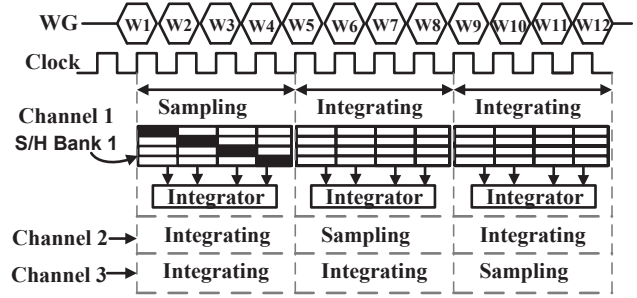 WG W1 W2 W3 W4 W5 W6 W7 W8 W9 W10 W11 W12
Clock
Channel 1 Sampling Integrating Integrating
S/H Bank 1
Integrator Integrator Integrator
Channel 2 Integrating Sampling Integrating
Channel 3 Integrating Integrating Sampling